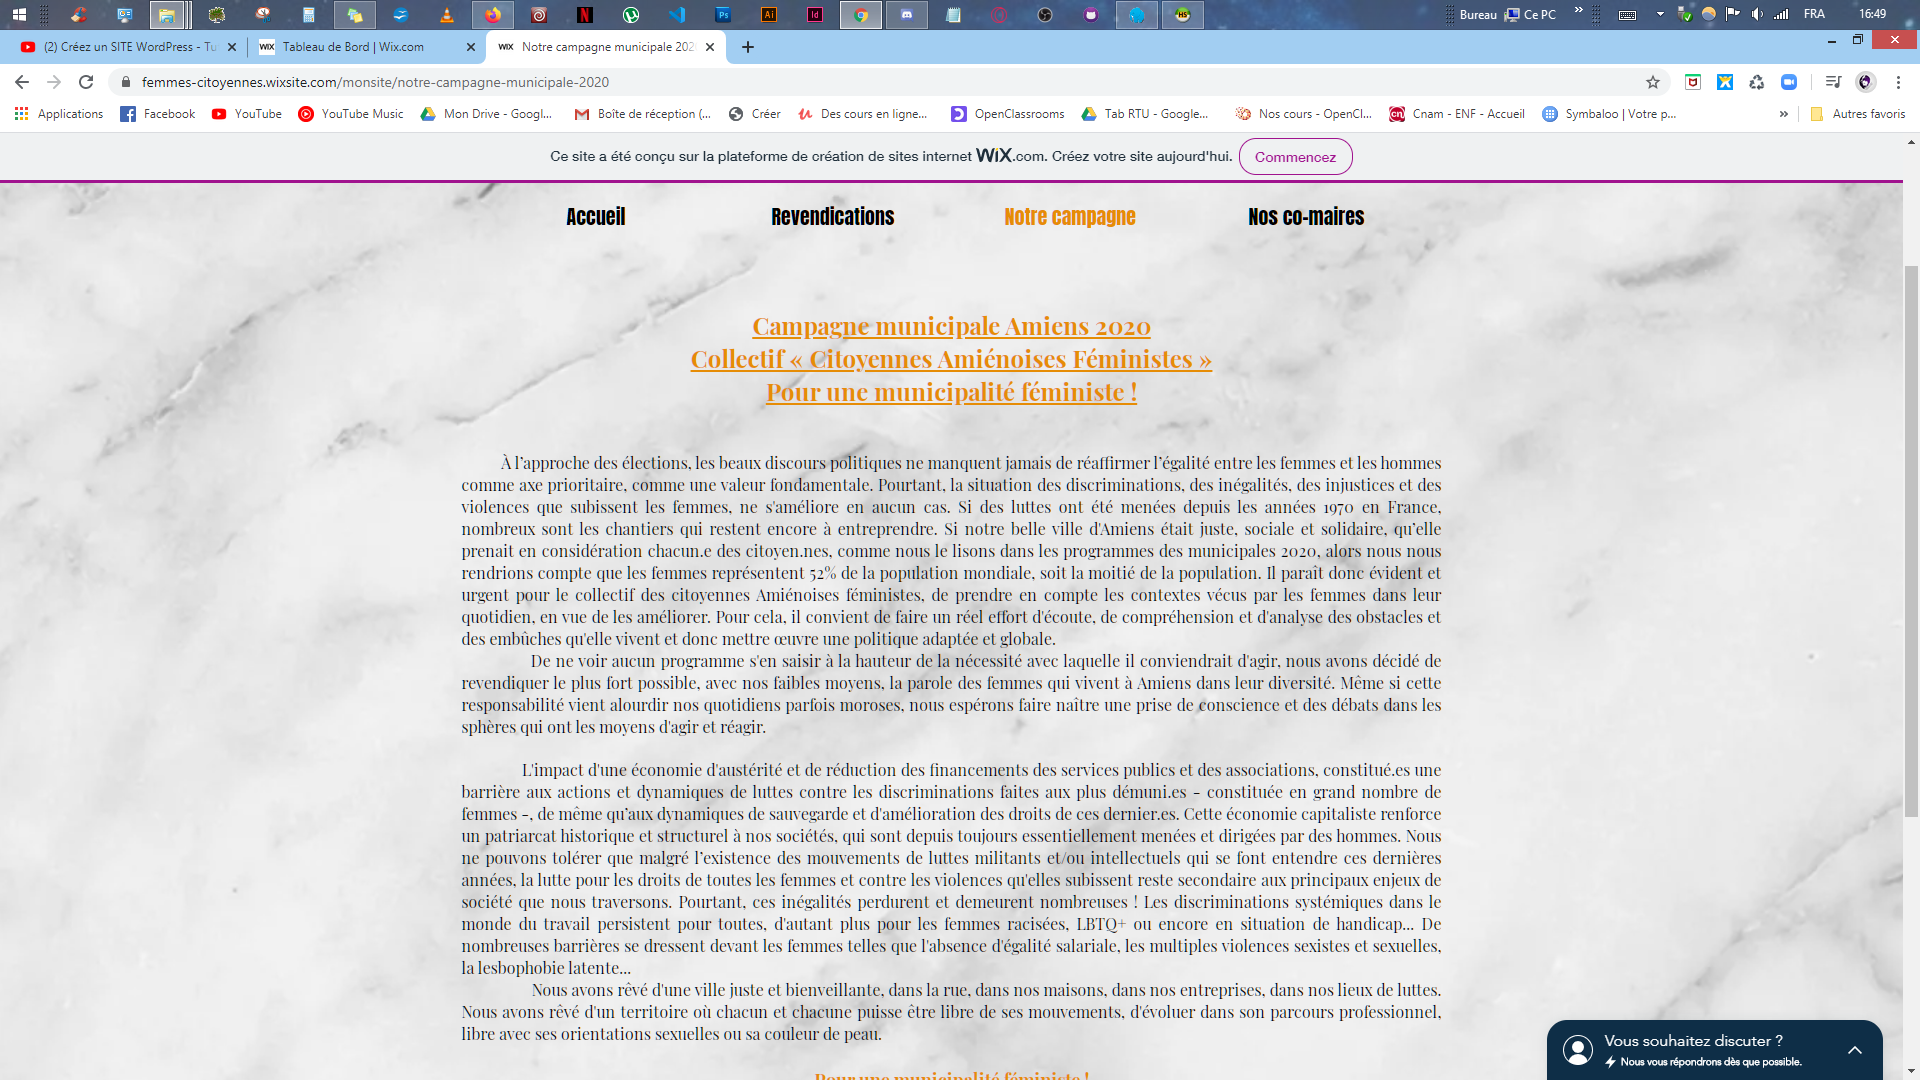 Bureau
Ce PC
»
FRA
16:49
(2) Créez un SITE WordPress - Tu
WiX Tableau de Bord | Wix.com
WiX Notre campagne municipale 202
femmes-citoyennes.wixsite.com/monsite/notre-campagne-municipale-2020
Applications
Facebook
YouTube
YouTube Music
Mon Drive - Googl...
Boîte de réception (...
Créer
Des cours en ligne...
OpenClassrooms
Tab RTU - Google...
Nos cours - OpenCl...
Cnam - ENF - Accueil
Symbaloo | Votre p...
»
Autres favoris
Ce site a été conçu sur la plateforme de création de sites internet WiX.com. Créez votre site aujourd'hui.
Commencez
Accueil
Revendications
Notre campagne
Nos co-maires
Campagne municipale Amiens 2020
Collectif « Citoyennes Amiénoises Féministes »
Pour une municipalité féministe !
À l’approche des élections, les beaux discours politiques ne manquent jamais de réaffirmer l’égalité entre les femmes et les hommes
comme axe prioritaire, comme une valeur fondamentale. Pourtant, la situation des discriminations, des inégalités, des injustices et des
violences que subissent les femmes, ne s'améliore en aucun cas. Si des luttes ont été menées depuis les années 1970 en France,
nombreux sont les chantiers qui restent encore à entreprendre. Si notre belle ville d'Amiens était juste, sociale et solidaire, qu’elle
prenait en considération chacun.e des citoyen.nes, comme nous le lisons dans les programmes des municipales 2020, alors nous nous
rendrions compte que les femmes représentent 52% de la population mondiale, soit la moitié de la population. Il paraît donc évident et
urgent pour le collectif des citoyennes Amiénoises féministes, de prendre en compte les contextes vécus par les femmes dans leur
quotidien, en vue de les améliorer. Pour cela, il convient de faire un réel effort d'écoute, de compréhension et d'analyse des obstacles et
des embûches qu'elle vivent et donc mettre œuvre une politique adaptée et globale.
De ne voir aucun programme s'en saisir à la hauteur de la nécessité avec laquelle il conviendrait d'agir, nous avons décidé de
revendiquer le plus fort possible, avec nos faibles moyens, la parole des femmes qui vivent à Amiens dans leur diversité. Même si cette
responsabilité vient alourdir nos quotidiens parfois moroses, nous espérons faire naître une prise de conscience et des débats dans les
sphères qui ont les moyens d'agir et réagir.
L'impact d'une économie d'austérité et de réduction des financements des services publics et des associations, constitué.es une
barrière aux actions et dynamiques de luttes contre les discriminations faites aux plus démuni.es - constituée en grand nombre de
femmes -, de même qu’aux dynamiques de sauvegarde et d'amélioration des droits de ces dernier.es. Cette économie capitaliste renforce
un patriarcat historique et structurel à nos sociétés, qui sont depuis toujours essentiellement menées et dirigées par des hommes. Nous
ne pouvons tolérer que malgré l’existence des mouvements de luttes militants et/ou intellectuels qui se font entendre ces dernières
années, la lutte pour les droits de toutes les femmes et contre les violences qu'elles subissent reste secondaire aux principaux enjeux de
société que nous traversons. Pourtant, ces inégalités perdurent et demeurent nombreuses ! Les discriminations systémiques dans le
monde du travail persistent pour toutes, d'autant plus pour les femmes racisées, LBTQ+ ou encore en situation de handicap... De
nombreuses barrières se dressent devant les femmes telles que l'absence d'égalité salariale, les multiples violences sexistes et sexuelles,
la lesbophobie latente...
Nous avons rêvé d'une ville juste et bienveillante, dans la rue, dans nos maisons, dans nos entreprises, dans nos lieux de luttes.
Nous avons rêvé d'un territoire où chacun et chacune puisse être libre de ses mouvements, d'évoluer dans son parcours professionnel,
libre avec ses orientations sexuelles ou sa couleur de peau.
Pour une municipalité féministe !
Vous souhaitez discuter ?
Nous vous répondrons dès que possible.